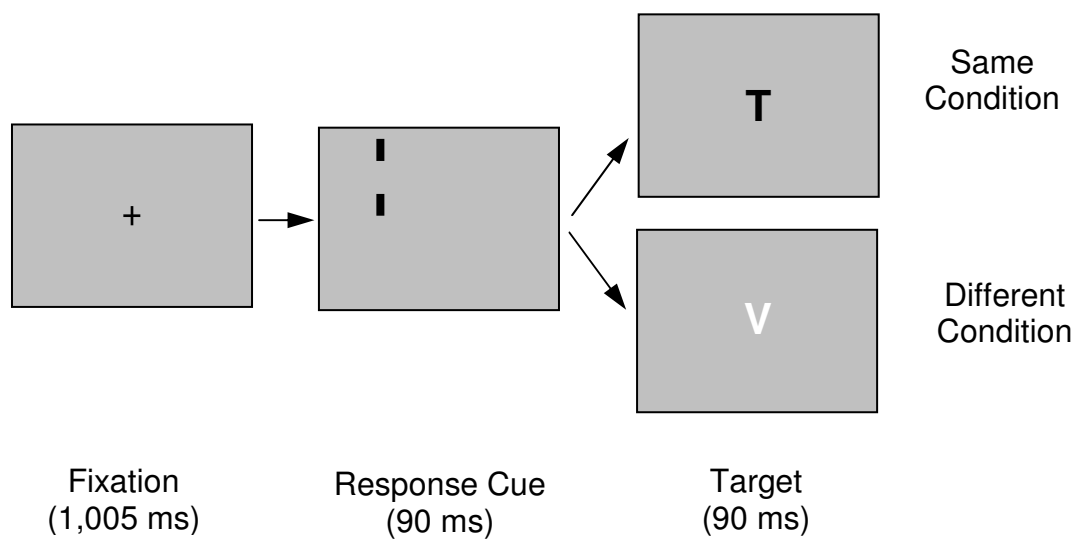 Same
Condition
T
+
V
Different
Condition
Fixation
(1,005 ms)
Response Cue
(90 ms)
Target
(90 ms)